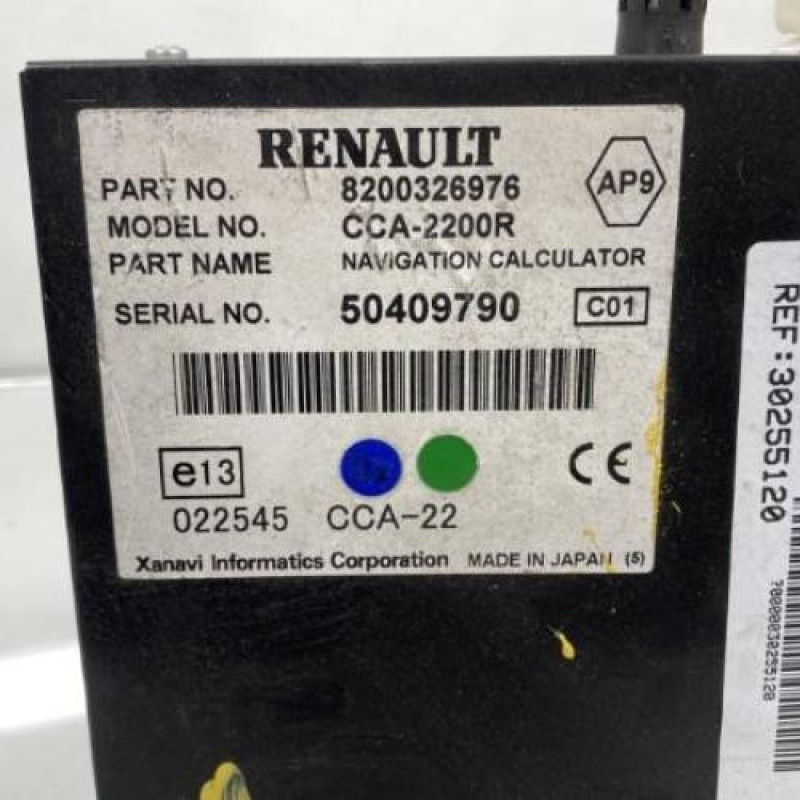 RENAULT
PART NO. 8200326976 AP9
MODEL NO. CCA-2200R
PART NAME NAVIGATION CALCULATOR
SERIAL NO. 50409790 C01
e13 CE
022545 CCA-22
Xanavi Informatics Corporation MADE IN JAPAN (5)
REF:30255120
?0000030255120